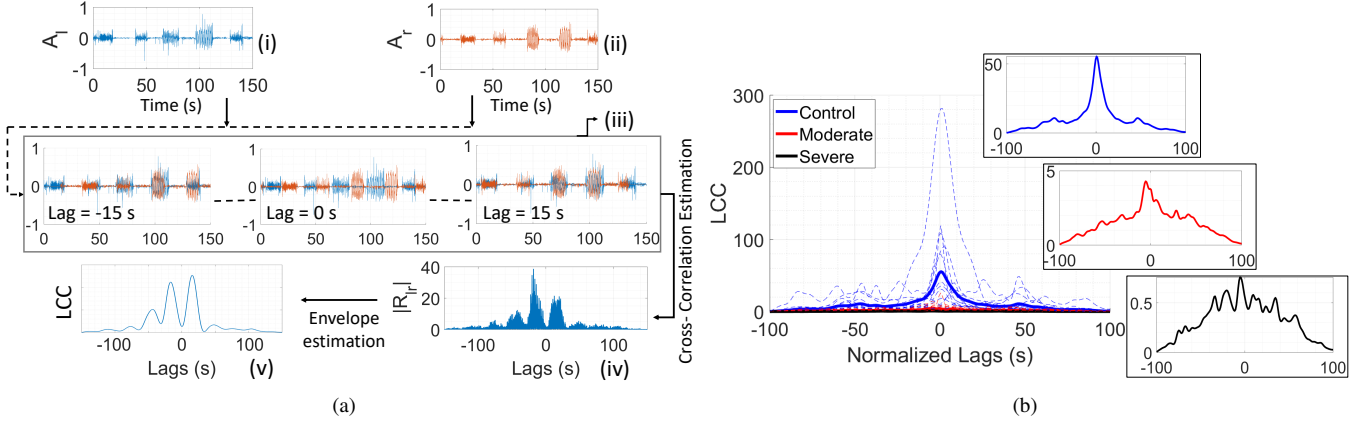 1
0
-1
A_l
0 50 100 150
Time (s)
(i)
1
0
-1
A_r
0 50 100 150
Time (s)
(ii)
(iii)
1
0
-1
Lag = -15 s
0 50 100 150
Time (s)
1
0
-1
Lag = 0 s
0 50 100 150
Time (s)
1
0
-1
Lag = 15 s
0 50 100 150
Time (s)
Cross- Correlation Estimation
LCC
-100 0 100
Lags (s)
(v)
Envelope
estimation
|R_lr|
40
20
0
-100 0 100
Lags (s)
(iv)
(a)
300
200
100
0
LCC
Control
Moderate
Severe
-100 -50 0 50 100
Normalized Lags (s)
50
0
-100 0 100
5
0
-100 0 100
0.5
0
-100 0 100
(b)